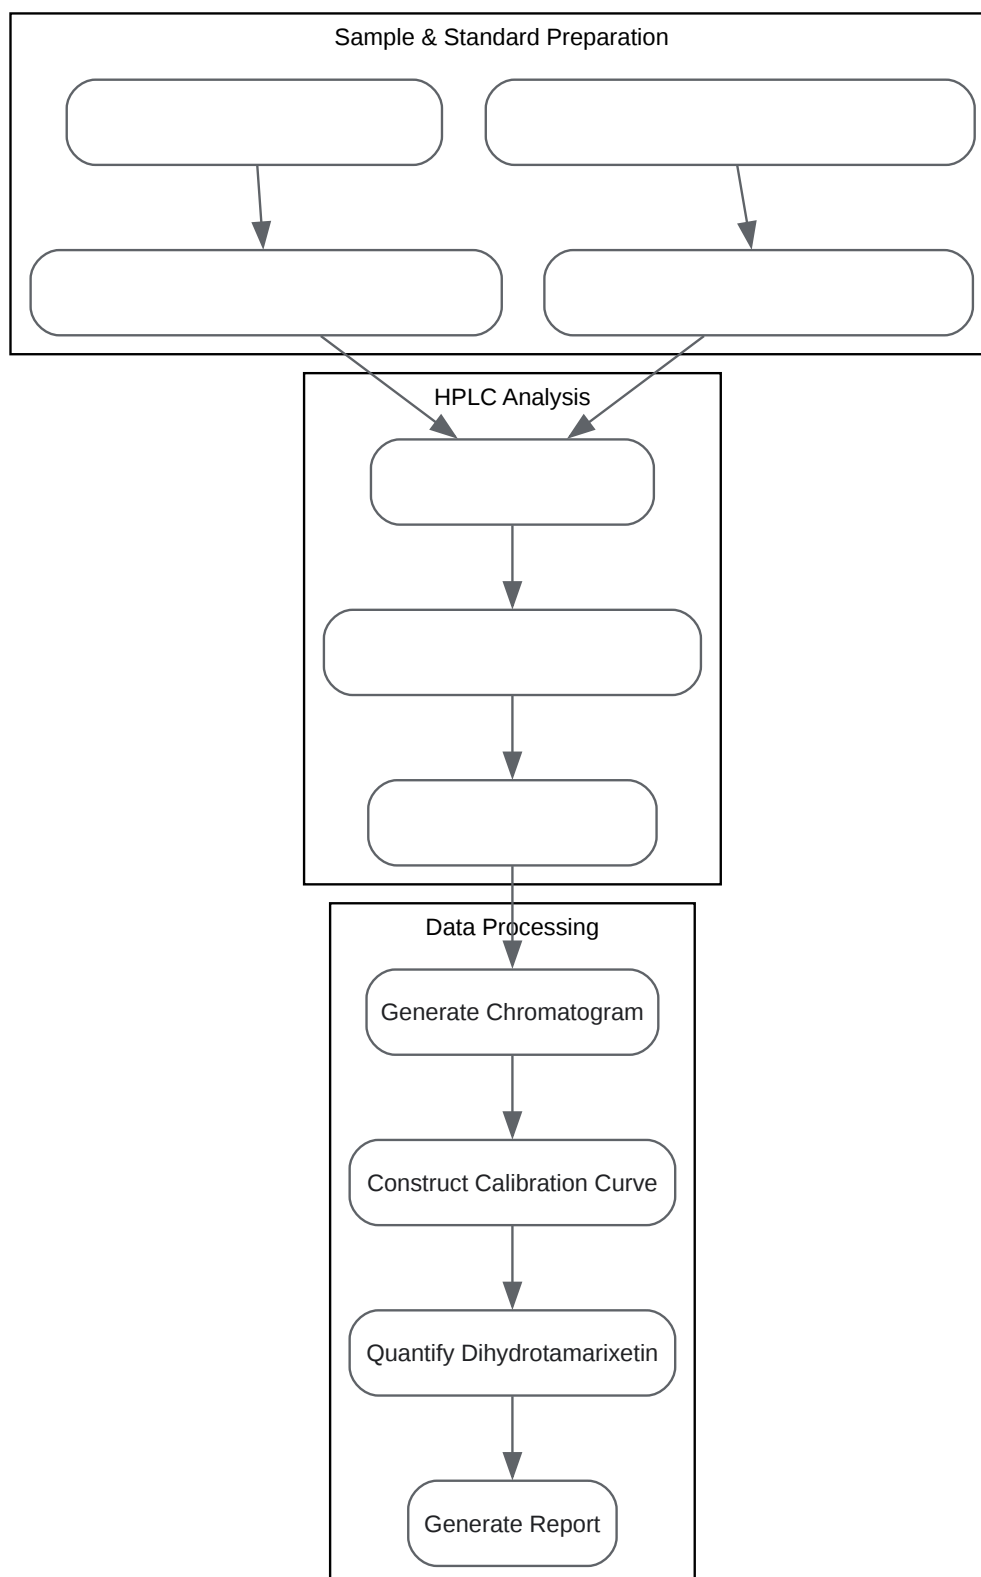 Sample & Standard Preparation
HPLC Analysis
Data Processing
Generate Chromatogram
Construct Calibration Curve
Quantify Dihydrotamarixetin
Generate Report